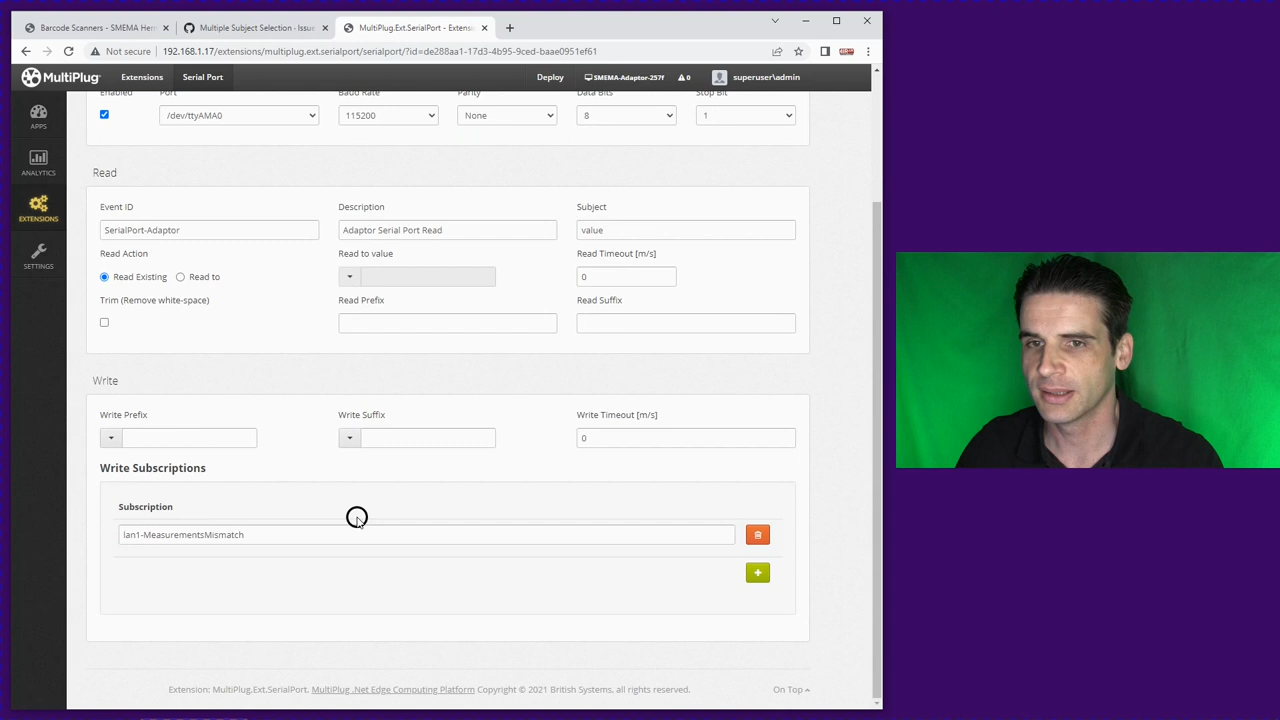 Barcode Scanners – SMEMA Her
Multiple Subject Selection · Issue
MultiPlug.Ext.SerialPort - Extensi
Not secure
192.168.1.17/extensions/multiplug.ext.serialport/serialport/?id=de288aa1-17d3-4b95-9ced-baae0951ef61
MultiPlug
Extensions
Serial Port
Deploy
SMEMA-Adaptor-257f
0
superuser\admin
APPS
ANALYTICS
EXTENSIONS
SETTINGS
Enabled
Port
Baud Rate
Parity
Data Bits
Stop Bit
/dev/ttyAMA0
115200
None
8
1
Read
Event ID
Description
Subject
SerialPort-Adaptor
Adaptor Serial Port Read
value
Read Action
Read to value
Read Timeout [m/s]
Read Existing
Read to
0
Trim (Remove white-space)
Read Prefix
Read Suffix
Write
Write Prefix
Write Suffix
Write Timeout [m/s]
0
Write Subscriptions
Subscription
lan1-MeasurementsMismatch
Extension: MultiPlug.Ext.SerialPort. MultiPlug .Net Edge Computing Platform Copyright © 2021 British Systems, all rights reserved.
On Top